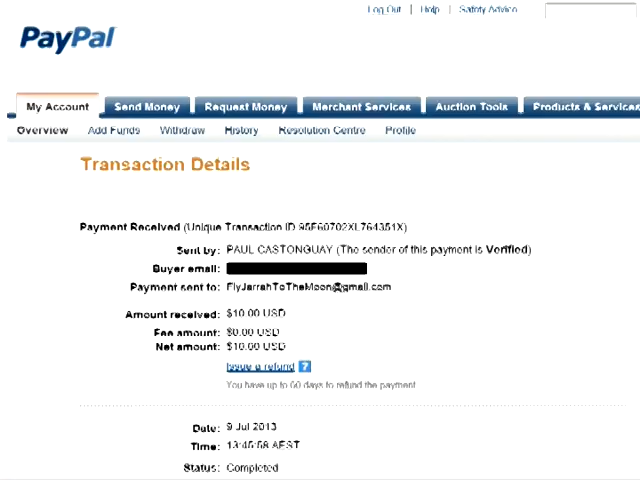 Log Out | Help | Safety Advice
PayPal
My Account Send Money Request Money Merchant Services Auction Tools Products & Services
Overview Add Funds Withdraw History Resolution Centre Profile
Transaction Details
Payment Received (Unique Transaction ID 95F60702XL764351X)
Sent by: PAUL CASTONGUAY (The sender of this payment is Verified)
Buyer email:
Payment sent to: FlyJarrahToTheMoon@gmail.com
Amount received: $10.00 USD
Fee amount: $0.00 USD
Net amount: $10.00 USD
Issue a refund ?
You have up to 60 days to refund the payment
Date: 9 Jul 2013
Time: 13:45:58 AEST
Status: Completed